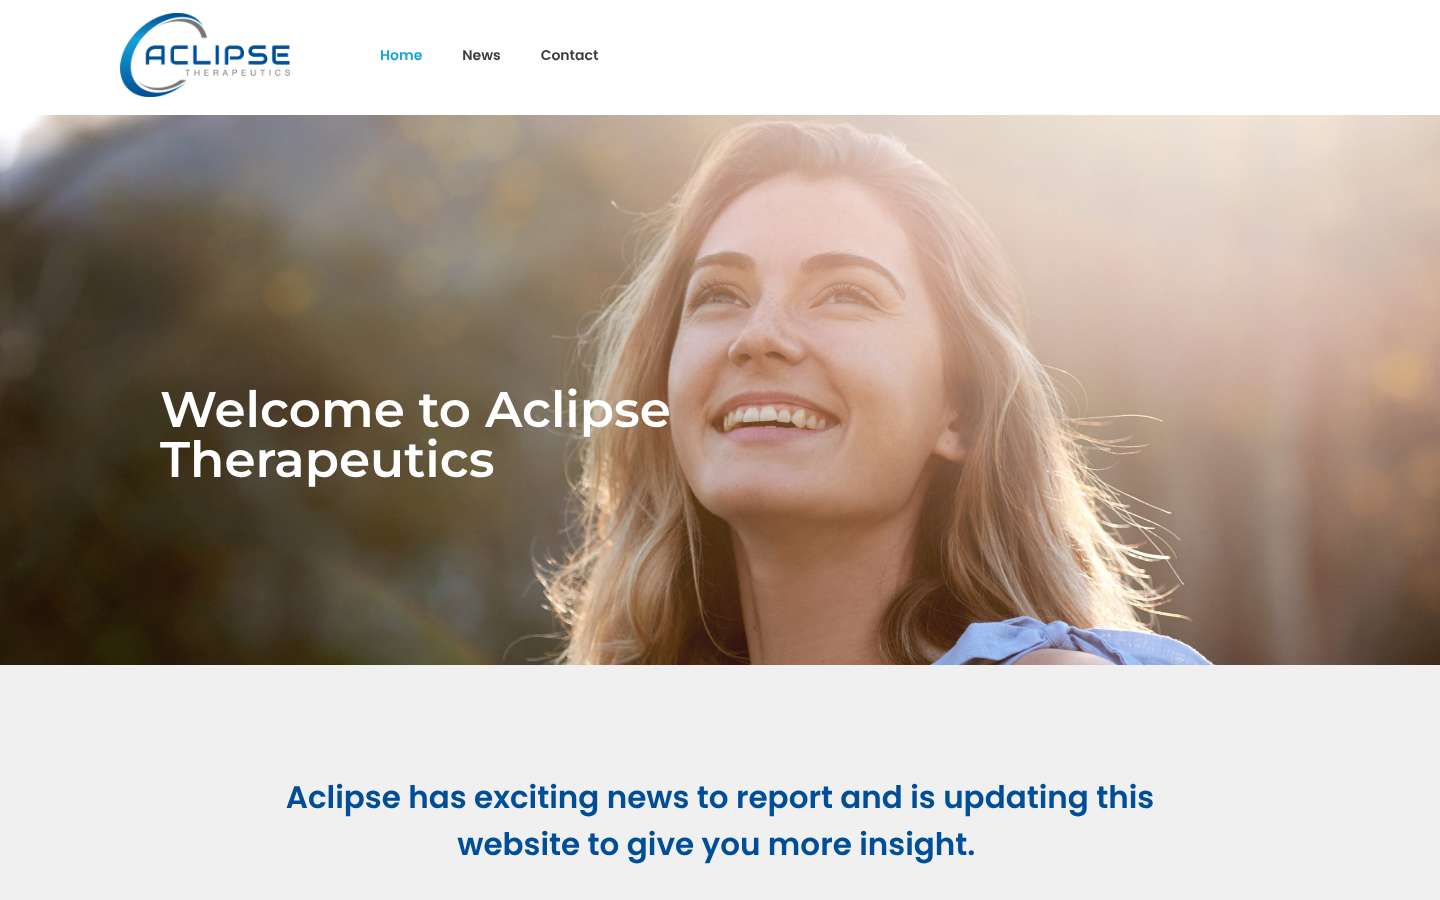 ACLIPSE
THERAPEUTICS
Home News Contact
Welcome to Aclipse
Therapeutics
Aclipse has exciting news to report and is updating this
website to give you more insight.